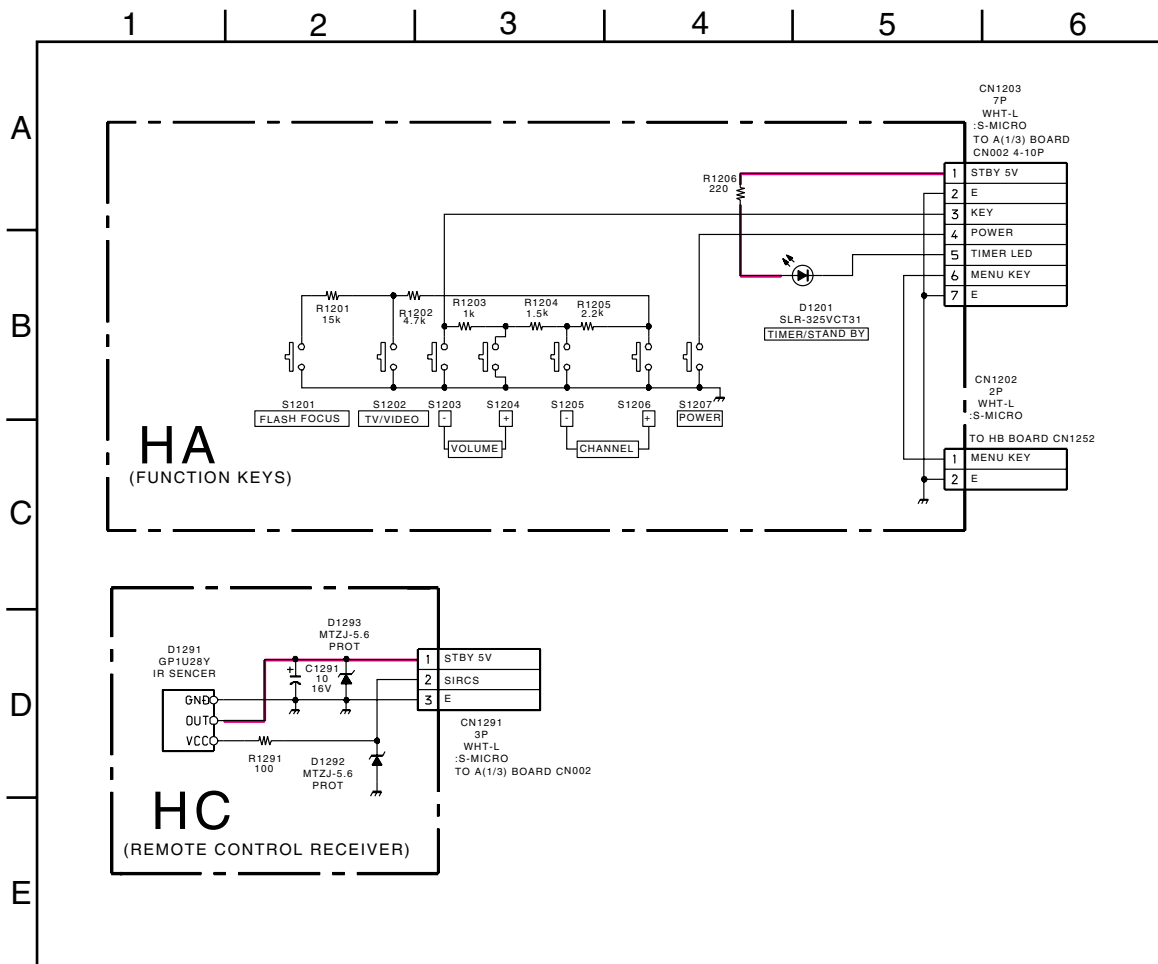 1 2 3 4 5 6
A
B
C
D
E
CN1203
7P
WHT-L
:S-MICRO
TO A(1/3) BOARD
CN002 4-10P
1 STBY 5V
2 E
3 KEY
4 POWER
5 TIMER LED
6 MENU KEY
7 E
R1206
220
D1201
SLR-325VCT31
TIMER/STAND BY
R1201
15k
R1202
4.7k
R1203
1k
R1204
1.5k
R1205
2.2k
S1201
FLASH FOCUS
S1202
TV/VIDEO
S1203
-
S1204
+
VOLUME
S1205
-
S1206
+
CHANNEL
S1207
POWER
CN1202
2P
WHT-L
:S-MICRO
TO HB BOARD CN1252
1 MENU KEY
2 E
HA
(FUNCTION KEYS)
D1291
GP1U28Y
IR SENCER
GND
OUT
VCC
D1293
MTZJ-5.6
PROT
+
C1291
10
16V
1 STBY 5V
2 SIRCS
3 E
R1291
100
D1292
MTZJ-5.6
PROT
CN1291
3P
WHT-L
:S-MICRO
TO A(1/3) BOARD CN002
HC
(REMOTE CONTROL RECEIVER)